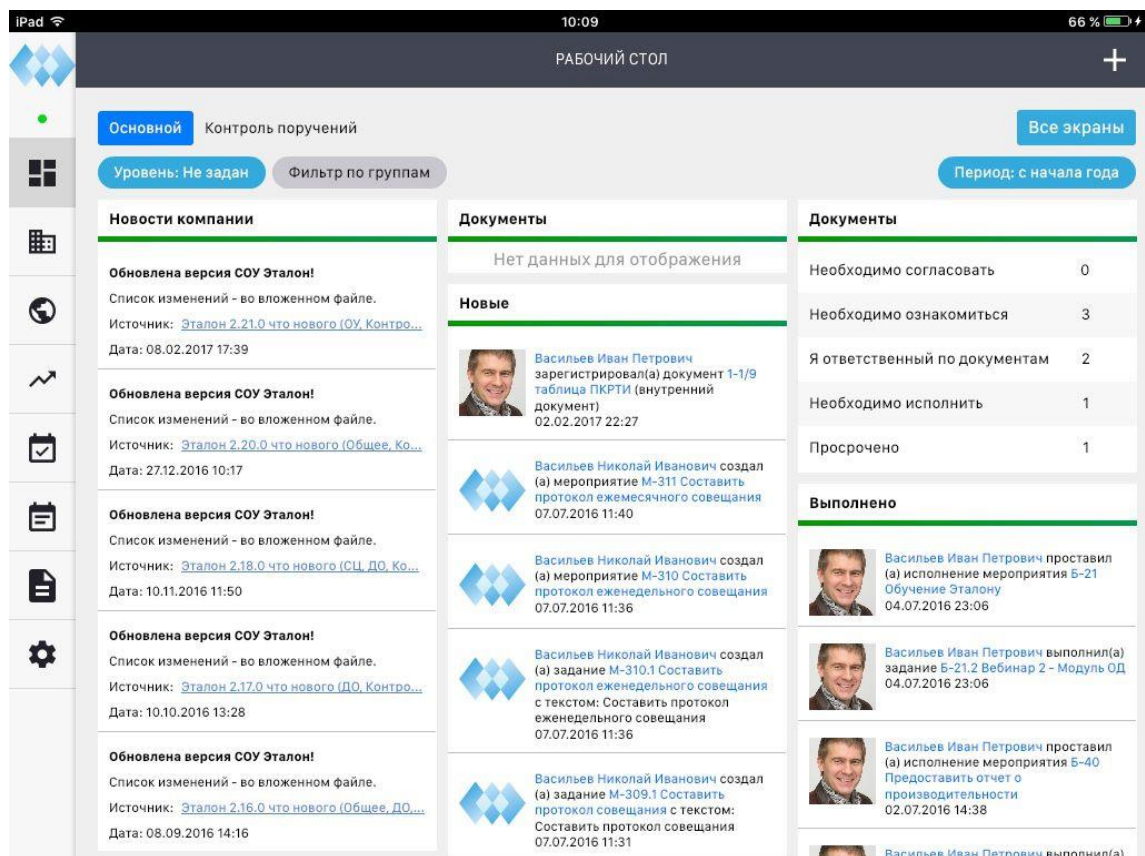 iPad 10:09 66 %
РАБОЧИЙ СТОЛ
Основной Контроль поручений Все экраны
Уровень: Не задан Фильтр по группам Период: с начала года
Новости компании
Обновлена версия СОУ Эталон!
Список изменений - во вложенном файле.
Источник: Эталон 2.21.0 что нового (ОУ, Контро...
Дата: 08.02.2017 17:39
Обновлена версия СОУ Эталон!
Список изменений - во вложенном файле.
Источник: Эталон 2.20.0 что нового (Общее, Ко...
Дата: 27.12.2016 10:17
Обновлена версия СОУ Эталон!
Список изменений - во вложенном файле.
Источник: Эталон 2.18.0 что нового (СЦ, ДО, Ко...
Дата: 10.11.2016 11:50
Обновлена версия СОУ Эталон!
Список изменений - во вложенном файле.
Источник: Эталон 2.17.0 что нового (ДО, Контро...
Дата: 10.10.2016 13:28
Обновлена версия СОУ Эталон!
Список изменений - во вложенном файле.
Источник: Эталон 2.16.0 что нового (Общее, ДО,...
Дата: 08.09.2016 14:16
Документы
Нет данных для отображения
Новые
Васильев Иван Петрович
зарегистрировал(а) документ 1-1/9
таблица ПКРТИ (внутренний
документ)
02.02.2017 22:27
Васильев Николай Иванович создал
(а) мероприятие М-311 Составить
протокол ежемесячного совещания
07.07.2016 11:40
Васильев Николай Иванович создал
(а) мероприятие М-310 Составить
протокол еженедельного совещания
07.07.2016 11:36
Васильев Николай Иванович создал
(а) задание М-310.1 Составить
протокол еженедельного совещания
с текстом: Составить протокол
еженедельного совещания
07.07.2016 11:36
Васильев Николай Иванович создал
(а) задание М-309.1 Составить
протокол совещания с текстом:
Составить протокол совещания
07.07.2016 11:31
Документы
Необходимо согласовать 0
Необходимо ознакомиться 3
Я ответственный по документам 2
Необходимо исполнить 1
Просрочено 1
Выполнено
Васильев Иван Петрович проставил
(а) исполнение мероприятия Б-21
Обучение Эталону
04.07.2016 23:06
Васильев Иван Петрович выполнил(а)
задание Б-21.2 Вебинар 2 - Модуль ОД
04.07.2016 23:06
Васильев Иван Петрович проставил
(а) исполнение мероприятия Б-40
Предоставить отчет о
производительности
02.07.2016 14:38
Васильев Иван Петрович выполнил(а)